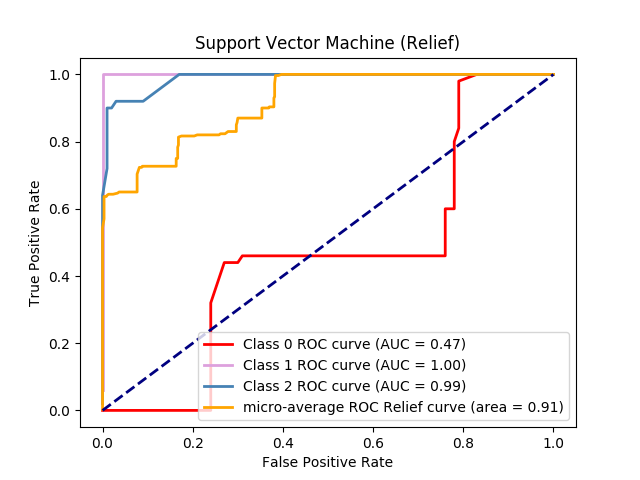 Support Vector Machine (Relief)
1.0
0.8
0.6
0.4
0.2
0.0
True Positive Rate
Class 0 ROC curve (AUC = 0.47)
Class 1 ROC curve (AUC = 1.00)
Class 2 ROC curve (AUC = 0.99)
micro-average ROC Relief curve (area = 0.91)
0.0 0.2 0.4 0.6 0.8 1.0
False Positive Rate